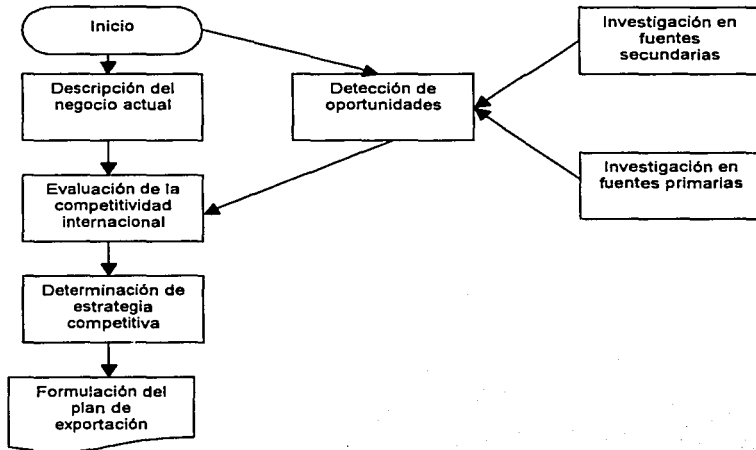 Inicio
Descripción del
negocio actual
Evaluación de la
competitividad
internacional
Determinación de
estrategia
competitiva
Formulación del
plan de
exportación
Detección de
oportunidades
Investigación en
fuentes
secundarias
Investigación en
fuentes primarias